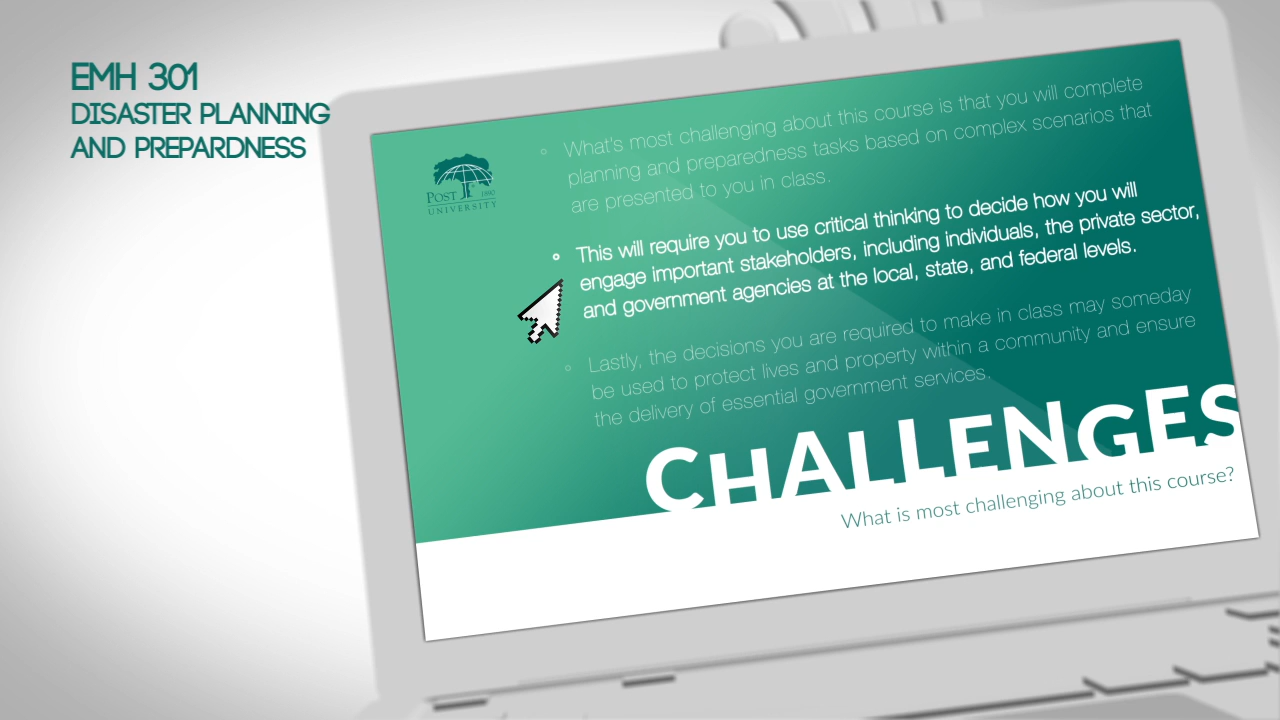 EMH 301
DISASTER PLANNING
AND PREPARDNESS
POST 1890
UNIVERSITY
What's most challenging about this course is that you will complete
planning and preparedness tasks based on complex scenarios that
are presented to you in class.
This will require you to use critical thinking to decide how you will
engage important stakeholders, including individuals, the private sector,
and government agencies at the local, state, and federal levels.
Lastly, the decisions you are required to make in class may someday
be used to protect lives and property within a community and ensure
the delivery of essential government services.
CHALLENGES
What is most challenging about this course?